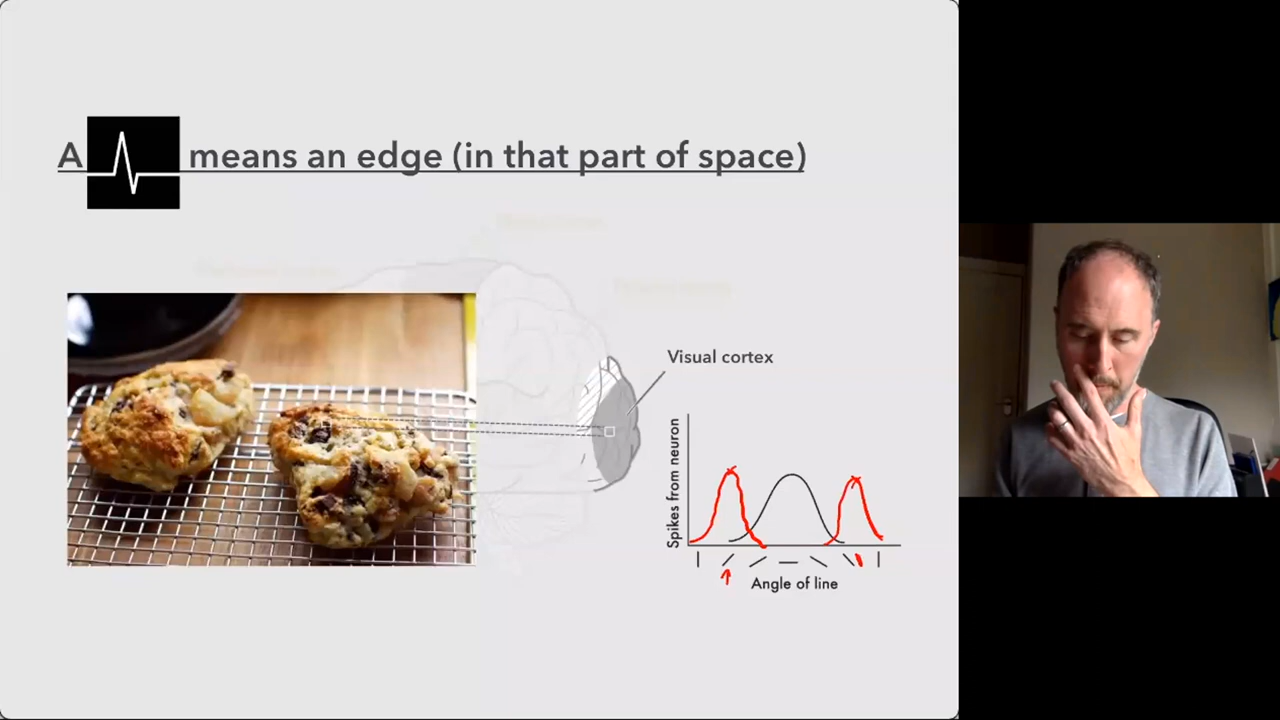 A means an edge (in that part of space)
Visual cortex
Spikes from neuron
Angle of line